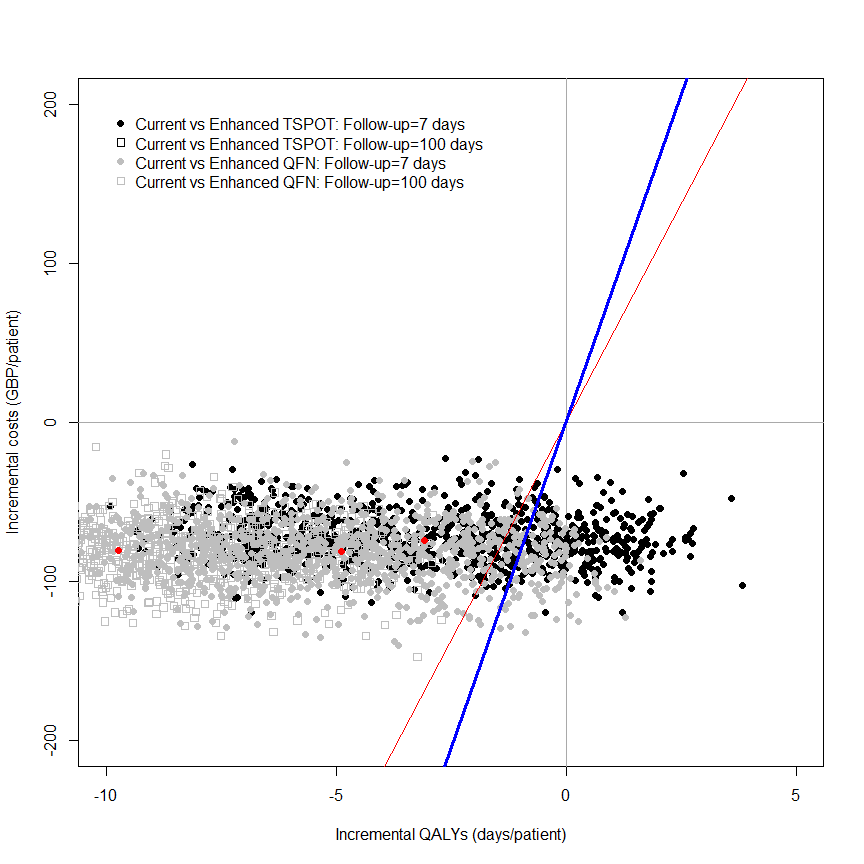 Current vs Enhanced TSPOT: Follow-up=7 days
Current vs Enhanced TSPOT: Follow-up=100 days
Current vs Enhanced QFN: Follow-up=7 days
Current vs Enhanced QFN: Follow-up=100 days
Incremental costs (GBP/patient)
200
100
0
-100
-200
-10
-5
0
5
Incremental QALYs (days/patient)